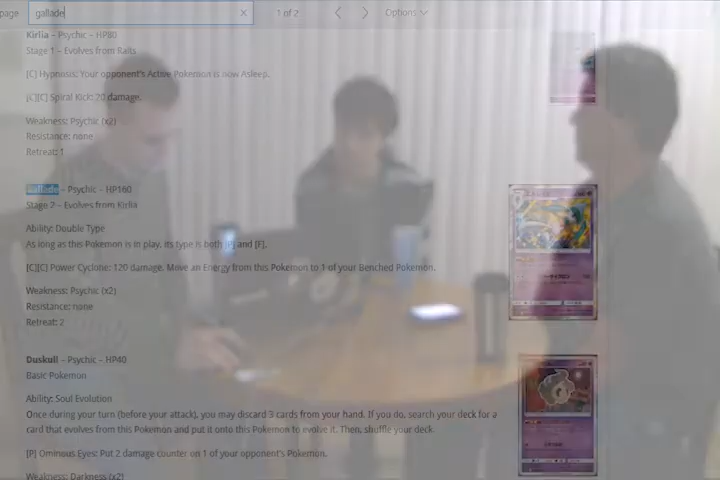 page gallade × 1 of 2 Options
Kirlia – Psychic – HP80
Stage 1 – Evolves from Ralts
[C] Hypnosis: Your opponent's Active Pokemon is now Asleep.
[C][C] Spiral Kick: 20 damage.
Weakness: Psychic (x2)
Resistance: none
Retreat: 1
Gallade – Psychic – HP160
Stage 2 – Evolves from Kirlia
Ability: Double Type
As long as this Pokemon is in play, its type is both [P] and [F].
[C][C] Power Cyclone: 120 damage. Move an Energy from this Pokemon to 1 of your Benched Pokemon.
Weakness: Psychic (x2)
Resistance: none
Retreat: 2
Duskull – Psychic – HP40
Basic Pokemon
Ability: Soul Evolution
Once during your turn (before your attack), you may discard 3 cards from your hand. If you do, search your deck for a
card that evolves from this Pokemon and put it onto this Pokemon to evolve it. Then, shuffle your deck.
[P] Ominous Eyes: Put 2 damage counter on 1 of your opponent's Pokemon.
Weakness: Darkness (x2)